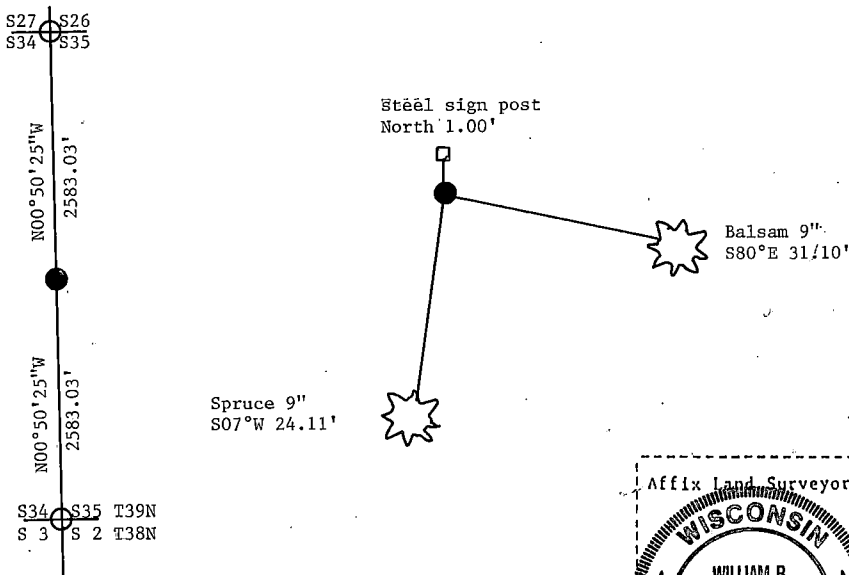 S27 S26
S34 S35
N00°50'25"W
2583.03'
Steel sign post
North 1.00'
Balsam 9"
S80°E 31.10'
Spruce 9"
S07°W 24.11'
N00°50'25"W
2583.03'
S34 S35 T39N
S 3 S 2 T38N
Affix Land Surveyor
WISCONSIN
WILLIAM B.